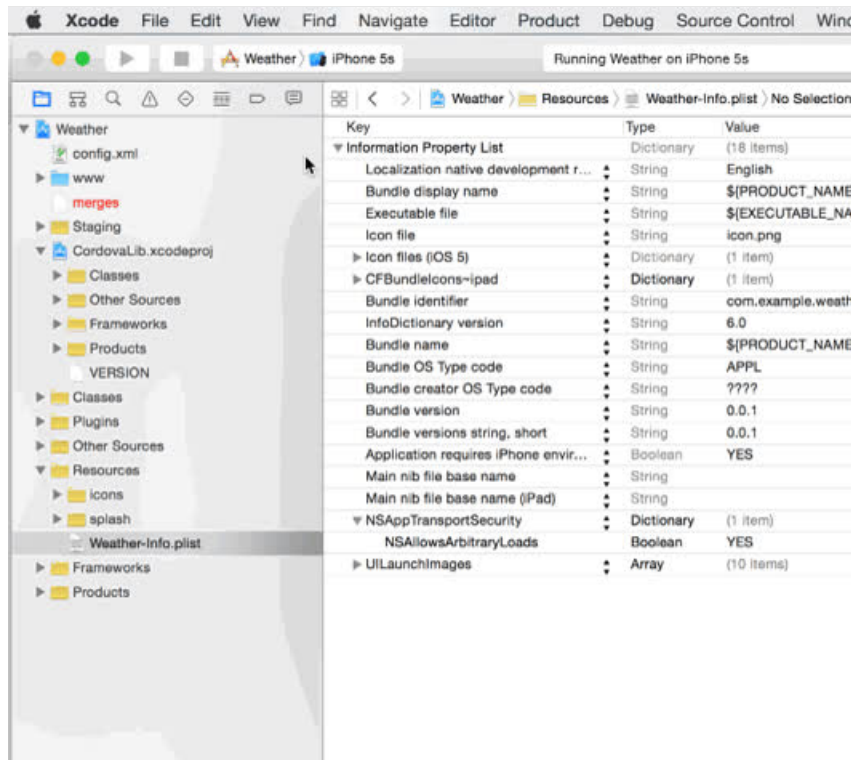 Xcode File Edit View Find Navigate Editor Product Debug Source Control Wind
Weather iPhone 5s Running Weather on iPhone 5s
Weather Resources Weather-Info.plist No Selection
Weather
config.xml
www
merges
Staging
CordovaLib.xcodeproj
Classes
Other Sources
Frameworks
Products
VERSION
Classes
Plugins
Other Sources
Resources
icons
splash
Weather-Info.plist
Frameworks
Products
Key Type Value
Information Property List Dictionary (18 items)
Localization native development r... String English
Bundle display name String ${PRODUCT_NAME
Executable file String ${EXECUTABLE_NA
Icon file String icon.png
Icon files (iOS 5) Dictionary (1 item)
CFBundleIcons~ipad Dictionary (1 item)
Bundle identifier String com.example.weath
InfoDictionary version String 6.0
Bundle name String ${PRODUCT_NAME
Bundle OS Type code String APPL
Bundle creator OS Type code String ????
Bundle version String 0.0.1
Bundle versions string, short String 0.0.1
Application requires iPhone envir... Boolean YES
Main nib file base name String
Main nib file base name (iPad) String
NSAppTransportSecurity Dictionary (1 item)
NSAllowsArbitraryLoads Boolean YES
UILaunchImages Array (10 items)